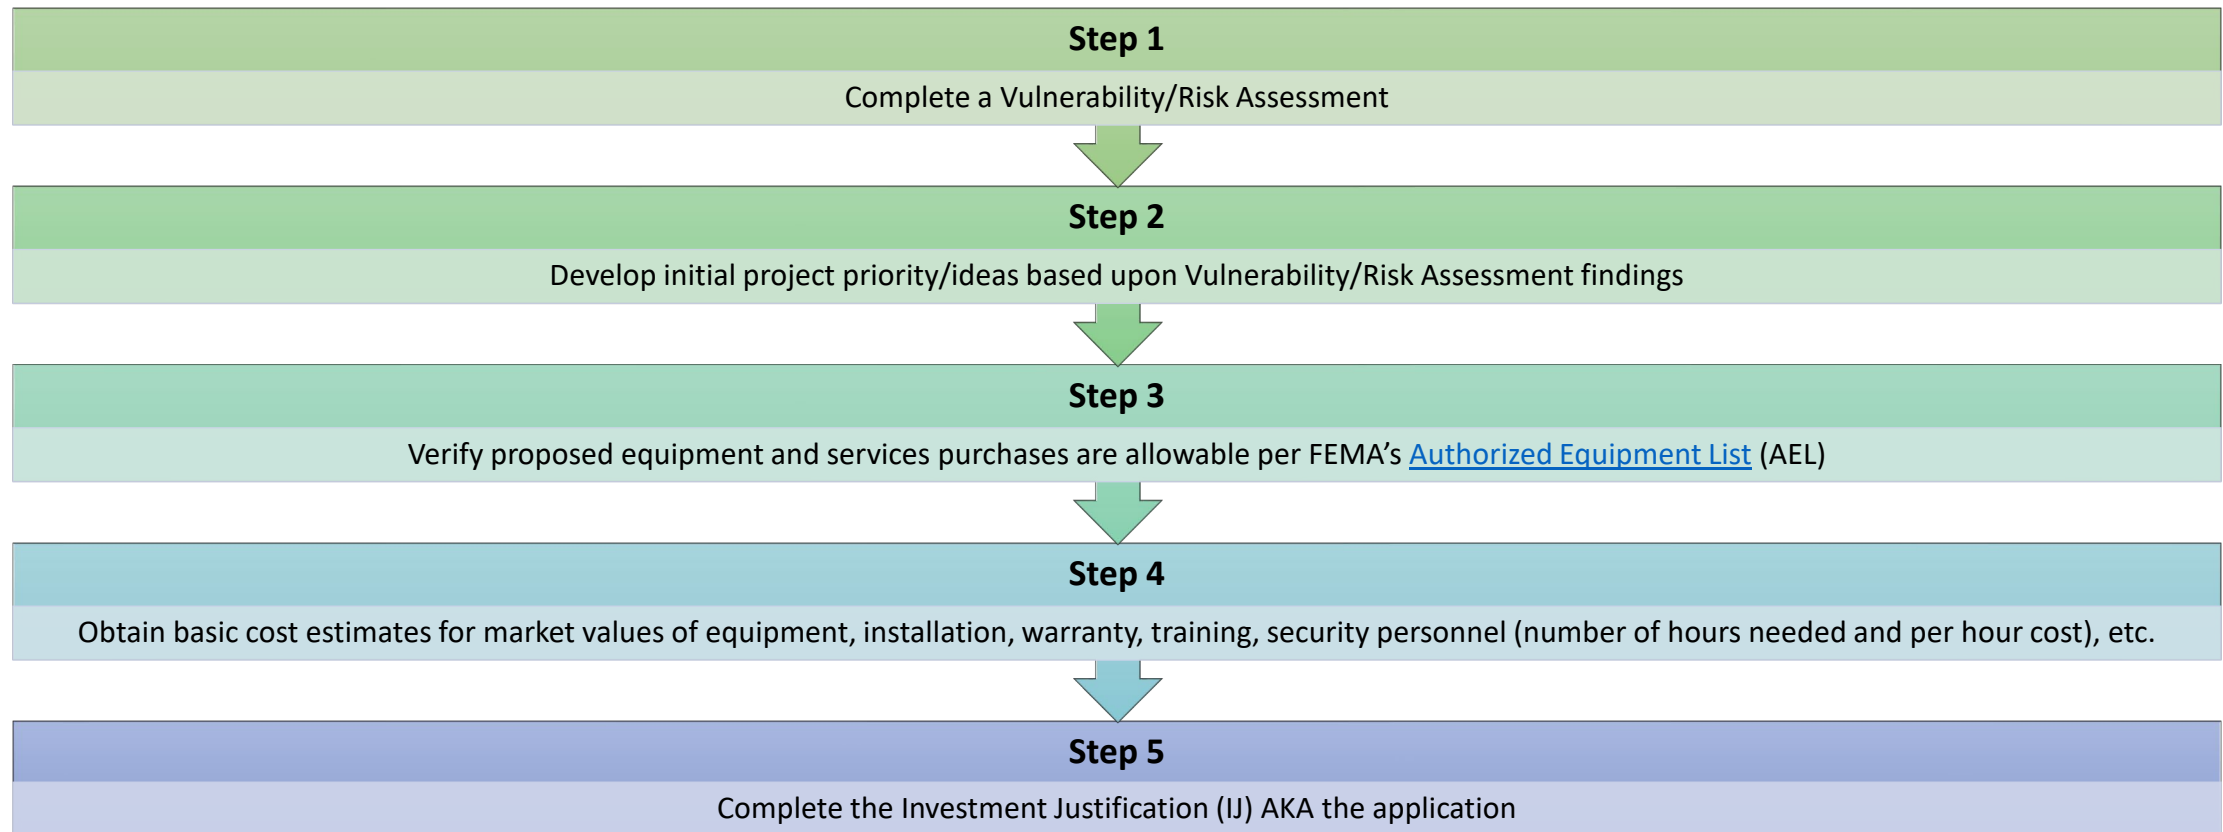 Step 1
Complete a Vulnerability/Risk Assessment
Step 2
Develop initial project priority/ideas based upon Vulnerability/Risk Assessment findings
Step 3
Verify proposed equipment and services purchases are allowable per FEMA’s Authorized Equipment List (AEL)
Step 4
Obtain basic cost estimates for market values of equipment, installation, warranty, training, security personnel (number of hours needed and per hour cost), etc.
Step 5
Complete the Investment Justification (IJ) AKA the application